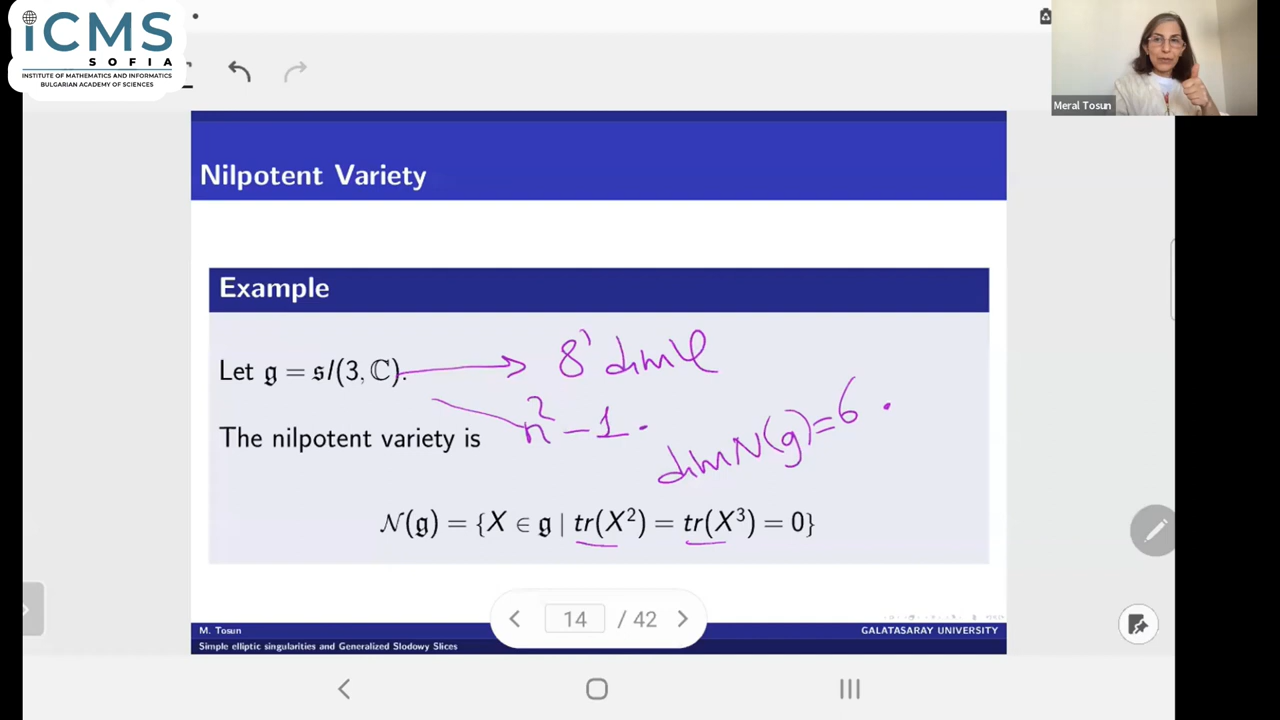 iCMS
SOFIA
INSTITUTE OF MATHEMATICS AND INFORMATICS
BULGARIAN ACADEMY OF SCIENCES
Meral Tosun
Nilpotent Variety
Example
Let 𝔤 = 𝔰l(3, ℂ). 8' dim ℂ
n² − 1.
The nilpotent variety is
dim N(g) = 6.
𝒩(𝔤) = {X ∈ 𝔤 | tr(X²) = tr(X³) = 0}
14 / 42
M. Tosun
GALATASARAY UNIVERSITY
Simple elliptic singularities and Generalized Slodowy Slices